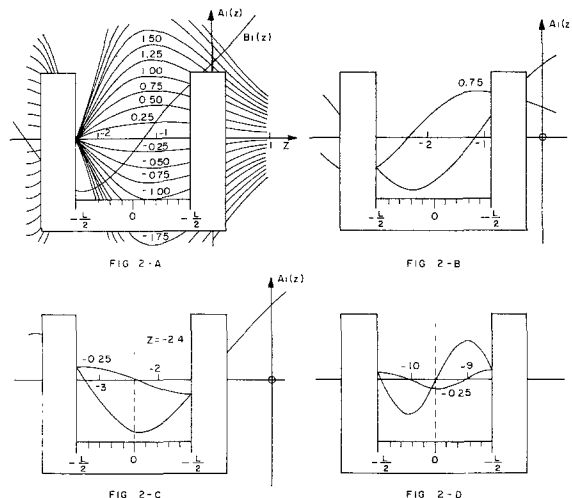 Ai(z)
Bi(z)
1.50
1.25
1.00
0.75
0.50
0.25
-2
-1
1
Z
-0.25
-0.50
-0.75
-1.00
-1.75
-L/2
0
-L/2
FIG 2-A
Ai(z)
0.75
-2
-1
-L/2
0
-L/2
FIG 2-B
Ai(z)
-0.25
Z=-2.4
-3
-2
-L/2
0
-L/2
FIG 2-C
-10
-9
-0.25
-L/2
0
L/2
FIG 2-D